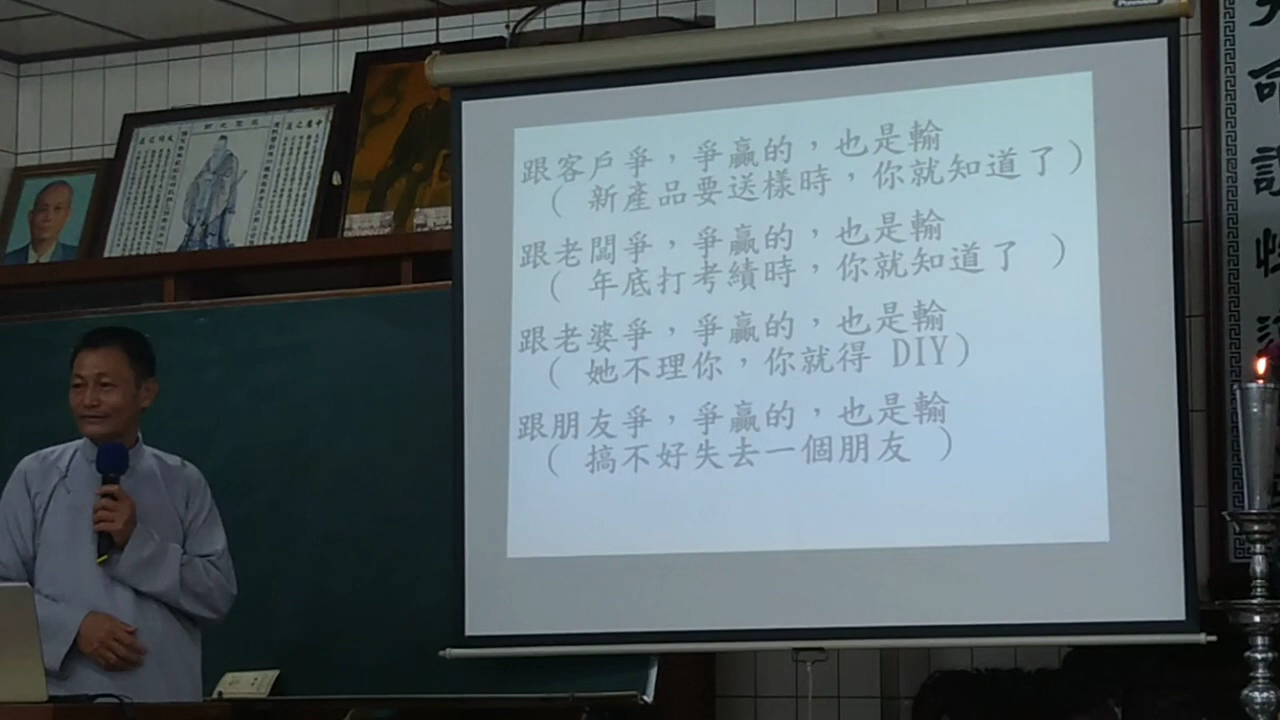 跟客戶爭，爭贏的，也是輸
（ 新產品要送樣時，你就知道了）
跟老闆爭，爭贏的，也是輸
（ 年底打考績時，你就知道了 ）
跟老婆爭，爭贏的，也是輸
（ 她不理你，你就得 DIY）
跟朋友爭，爭贏的，也是輸
（ 搞不好失去一個朋友 ）